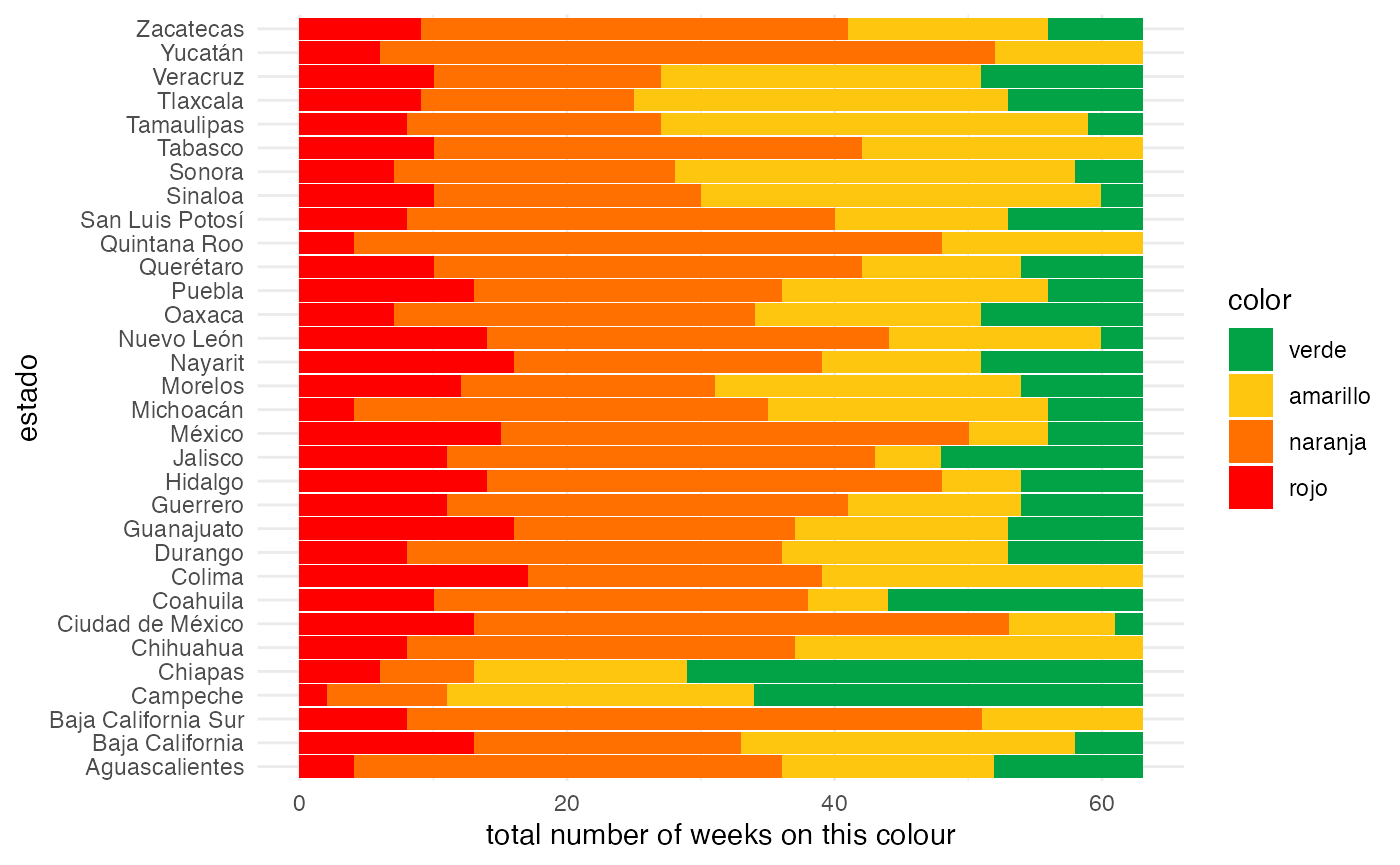 Zacatecas
Yucatán
Veracruz
Tlaxcala
Tamaulipas
Tabasco
Sonora
Sinaloa
San Luis Potosí
Quintana Roo
Querétaro
Puebla
Oaxaca
Nuevo León
Nayarit
Morelos
Michoacán
México
Jalisco
Hidalgo
Guerrero
Guanajuato
Durango
Colima
Coahuila
Ciudad de México
Chihuahua
Chiapas
Campeche
Baja California Sur
Baja California
Aguascalientes
estado
0 20 40 60
total number of weeks on this colour
color
verde
amarillo
naranja
rojo